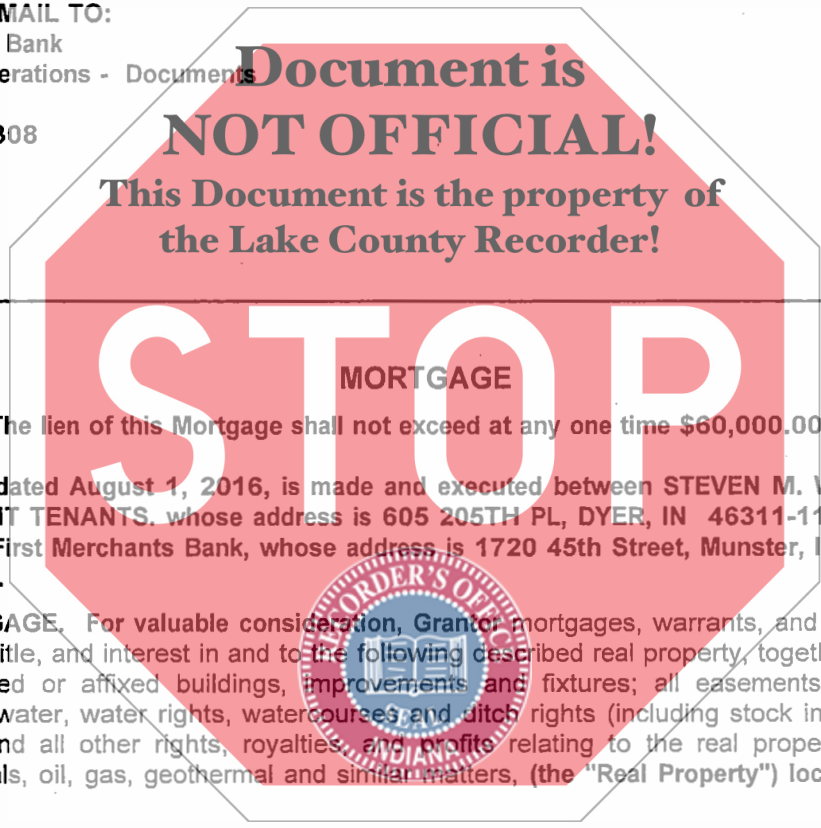 MAIL TO:
Bank
erations - Documents
308
Document is
NOT OFFICIAL!
This Document is the property of
the Lake County Recorder!
STOP
MORTGAGE
The lien of this Mortgage shall not exceed at any one time $60,000.00
dated August 1, 2016, is made and executed between STEVEN M. W
IT TENANTS. whose address is 605 205TH PL, DYER, IN 46311-11
First Merchants Bank, whose address is 1720 45th Street, Munster, I
.
GAGE. For valuable consideration, Grantor mortgages, warrants, and
itle, and interest in and to the following described real property, togeth
ed or affixed buildings, improvements and fixtures; all easements
water, water rights, watercourses and ditch rights (including stock in
nd all other rights, royalties, and profits relating to the real prope
ls, oil, gas, geothermal and similar matters, (the "Real Property") loc
RECORDER'S OFFICE
SEAL
INDIANA